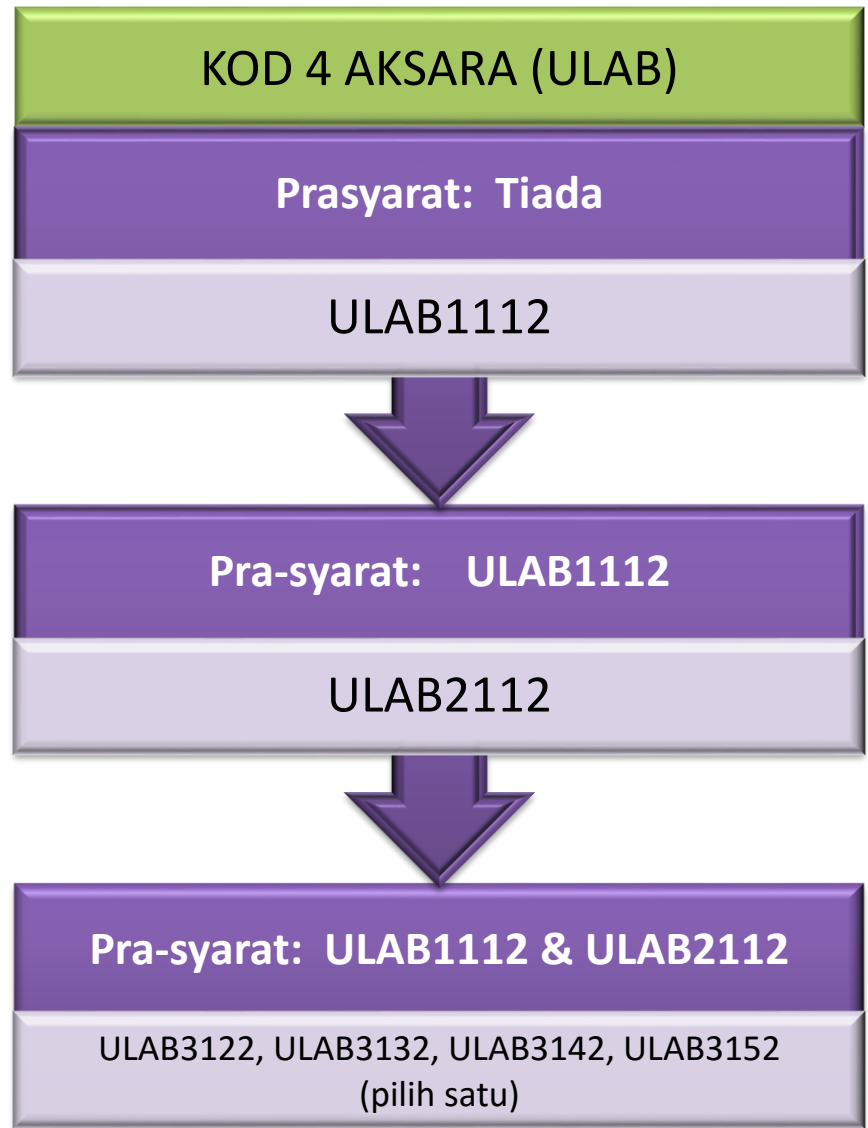 KOD 4 AKSARA (ULAB)
Prasyarat: Tiada
ULAB1112
Pra-syarat: ULAB1112
ULAB2112
Pra-syarat: ULAB1112 & ULAB2112
ULAB3122, ULAB3132, ULAB3142, ULAB3152
(pilih satu)